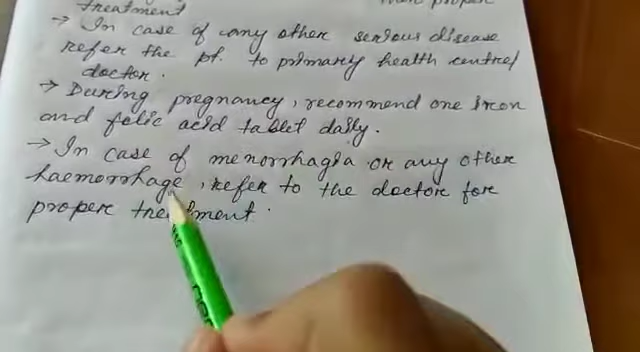 treatment
proper
→ In case of any other serious disease
refer the pt. to primary health centre/
doctor.
→ During pregnancy, recommend one iron
and folic acid tablet daily.
→ In case of menorrhagia or any other
haemorrhage, refer to the doctor for
proper treatment.